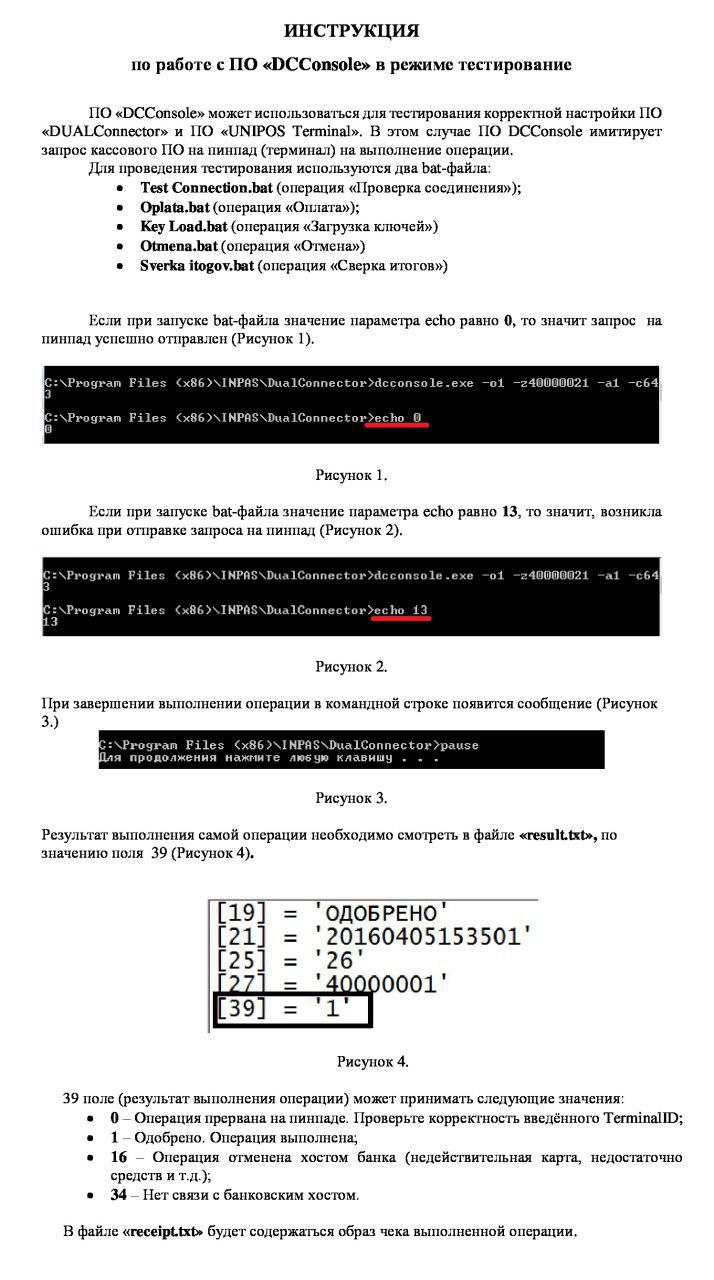 ИНСТРУКЦИЯ
по работе с ПО «DCConsole» в режиме тестирование
ПО «DCConsole» может использоваться для тестирования корректной настройки ПО
«DUALConnector» и ПО «UNIPOS Terminal». В этом случае ПО DCConsole имитирует
запрос кассового ПО на пинпад (терминал) на выполнение операции.
Для проведения тестирования используются два bat-файла:
• Test Connection.bat (операция «Проверка соединения»);
• Oplata.bat (операция «Оплата»);
• Key Load.bat (операция «Загрузка ключей»)
• Otmena.bat (операция «Отмена»)
• Sverka itogov.bat (операция «Сверка итогов»)
Если при запуске bat-файла значение параметра echo равно 0, то значит запрос на
пинпад успешно отправлен (Рисунок 1).
C:\Program Files (x86)\INPAS\DualConnector>dcconsole.exe -o1 -z40000021 -a1 -c64
3
C:\Program Files (x86)\INPAS\DualConnector>echo 0
0
Рисунок 1.
Если при запуске bat-файла значение параметра echo равно 13, то значит, возникла
ошибка при отправке запроса на пинпад (Рисунок 2).
C:\Program Files (x86)\INPAS\DualConnector>dcconsole.exe -o1 -z40000021 -a1 -c64
3
C:\Program Files (x86)\INPAS\DualConnector>echo 13
13
Рисунок 2.
При завершении выполнении операции в командной строке появится сообщение (Рисунок
3.)
C:\Program Files (x86)\INPAS\DualConnector>pause
Для продолжения нажмите любую клавишу . . .
Рисунок 3.
Результат выполнения самой операции необходимо смотреть в файле «result.txt», по
значению поля 39 (Рисунок 4).
[19] = 'ОДОБРЕНО'
[21] = '20160405153501'
[25] = '26'
[27] = '40000001'
[39] = '1'
Рисунок 4.
39 поле (результат выполнения операции) может принимать следующие значения:
• 0 – Операция прервана на пинпаде. Проверьте корректность введённого TerminalID;
• 1 – Одобрено. Операция выполнена;
• 16 – Операция отменена хостом банка (недействительная карта, недостаточно
средств и т.д.);
• 34 – Нет связи с банковским хостом.
В файле «receipt.txt» будет содержаться образ чека выполненной операции.